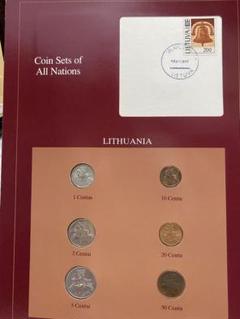 Coin Sets of
All Nations
LIETUVA
200
LIETUVA
LITHUANIA
1 Centas
10 Centu
2 Centai
20 Centu
5 Centai
50 Centu